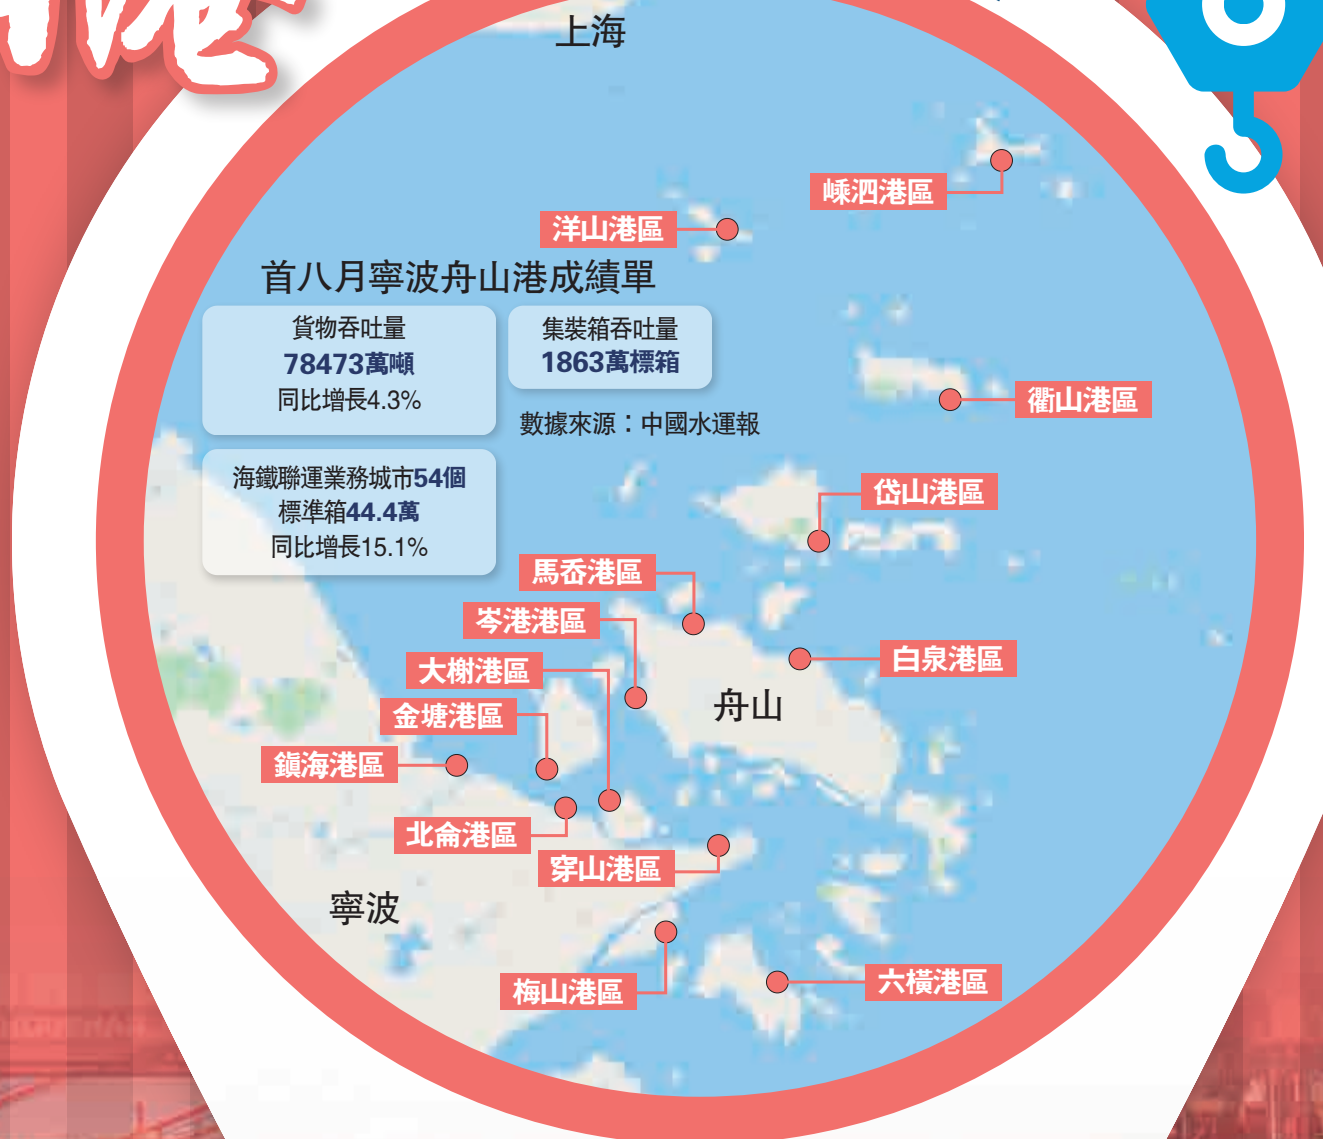 港
上海
嵊泗港區
洋山港區
首八月寧波舟山港成績單
貨物吞吐量
78473萬噸
同比增長4.3%
集裝箱吞吐量
1863萬標箱
數據來源：中國水運報
衢山港區
海鐵聯運業務城市54個
標準箱44.4萬
同比增長15.1%
岱山港區
馬岙港區
岑港港區
白泉港區
大榭港區
舟山
金塘港區
鎮海港區
北侖港區
穿山港區
寧波
六橫港區
梅山港區